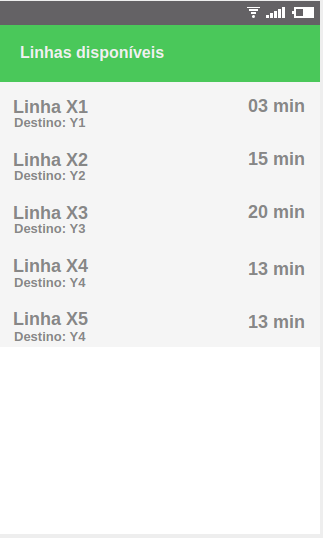 Linhas disponíveis
Linha X1 03 min
Destino: Y1
Linha X2 15 min
Destino: Y2
Linha X3 20 min
Destino: Y3
Linha X4 13 min
Destino: Y4
Linha X5 13 min
Destino: Y4